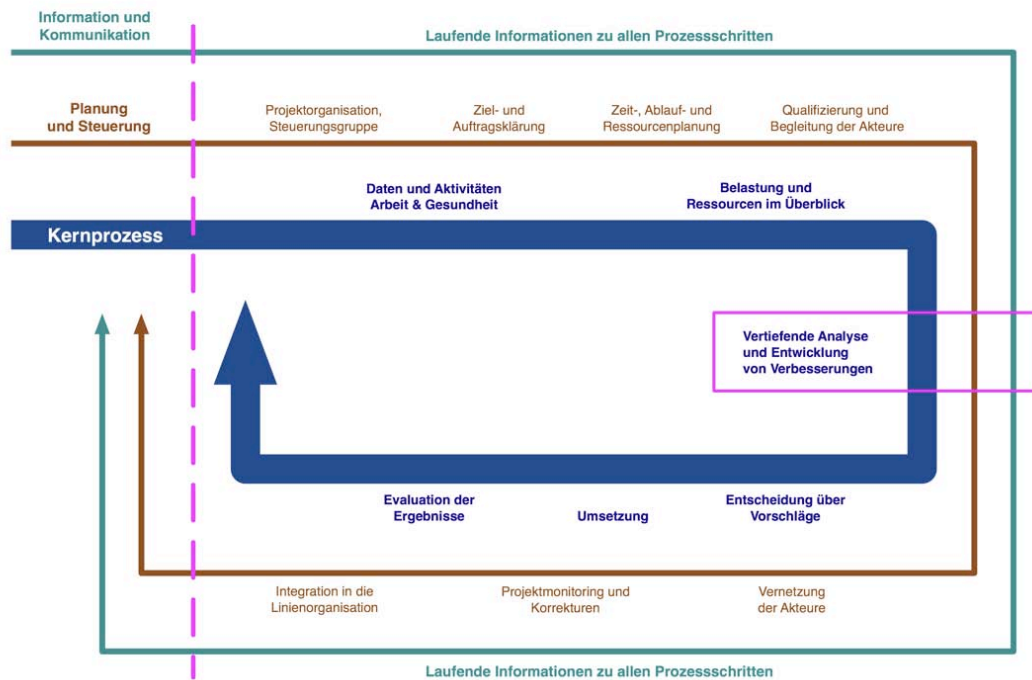 Information und
Kommunikation
Laufende Informationen zu allen Prozessschritten
Planung
und Steuerung
Projektorganisation,
Steuerungsgruppe
Ziel- und
Auftragsklärung
Zeit-, Ablauf- und
Ressourcenplanung
Qualifizierung und
Begleitung der Akteure
Daten und Aktivitäten
Arbeit & Gesundheit
Belastung und
Ressourcen im Überblick
Kernprozess
Vertiefende Analyse
und Entwicklung
von Verbesserungen
Evaluation der
Ergebnisse
Umsetzung
Entscheidung über
Vorschläge
Integration in die
Linienorganisation
Projektmonitoring und
Korrekturen
Vernetzung
der Akteure
Laufende Informationen zu allen Prozessschritten